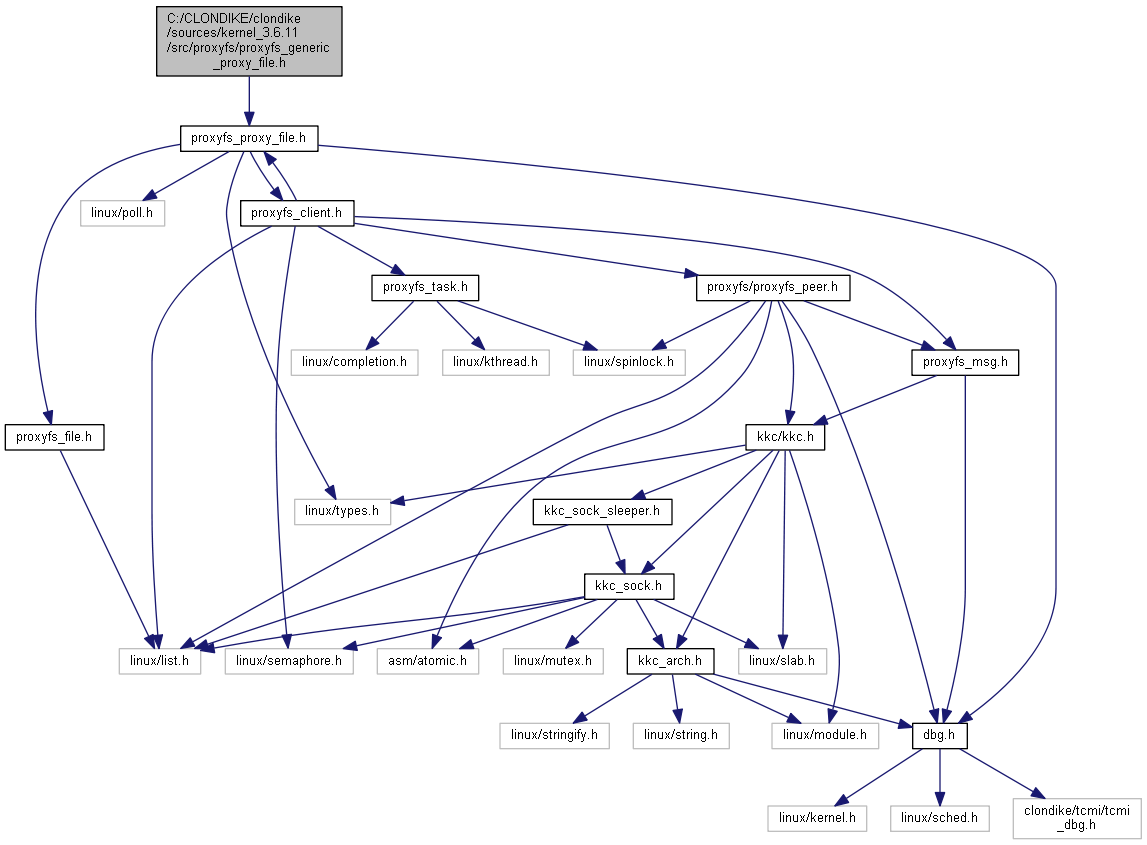 C:/CLONDIKE/clondike
/sources/kernel_3.6.11
/src/proxyfs/proxyfs_generic
_proxy_file.h
proxyfs_proxy_file.h
linux/poll.h
proxyfs_client.h
proxyfs_task.h
proxyfs/proxyfs_peer.h
linux/completion.h
linux/kthread.h
linux/spinlock.h
proxyfs_msg.h
proxyfs_file.h
kkc/kkc.h
linux/types.h
kkc_sock_sleeper.h
kkc_sock.h
linux/list.h
linux/semaphore.h
asm/atomic.h
linux/mutex.h
kkc_arch.h
linux/slab.h
linux/stringify.h
linux/string.h
linux/module.h
dbg.h
linux/kernel.h
linux/sched.h
clondike/tcmi/tcmi
_dbg.h